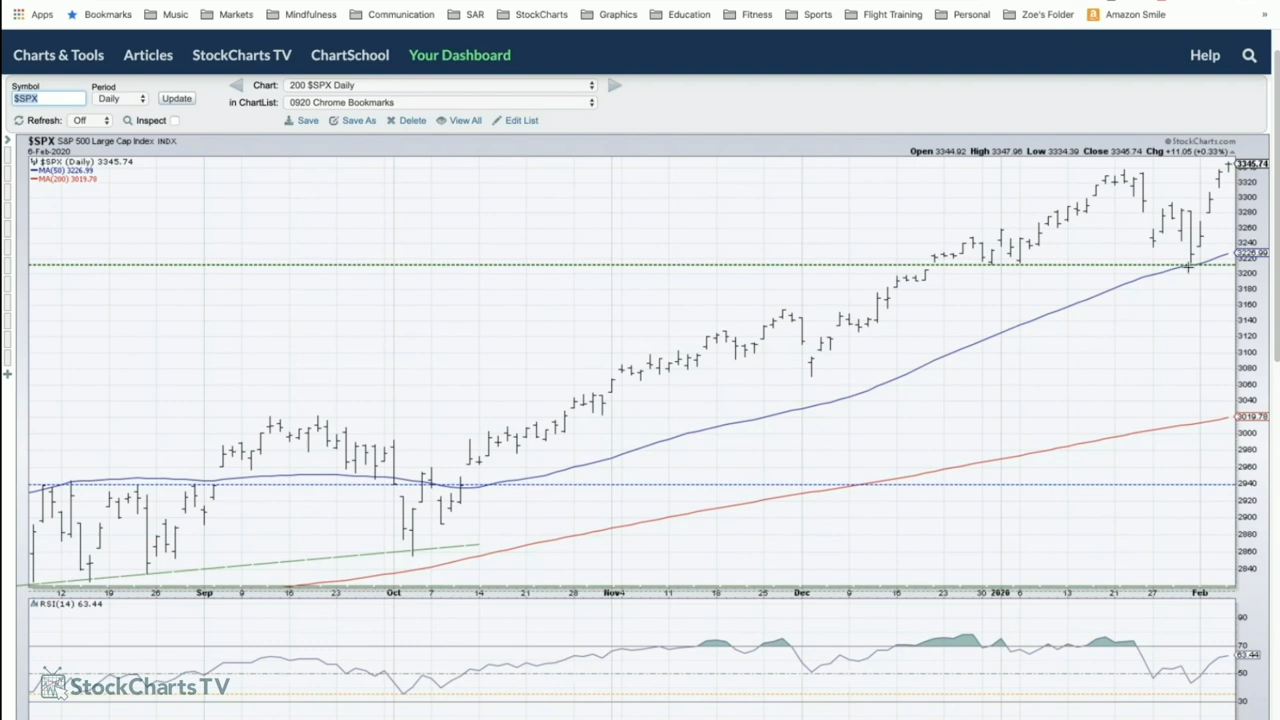 Apps Bookmarks Music Markets Mindfulness Communication SAR StockCharts Graphics Education Fitness Sports Flight Training Personal Zoe's Folder Amazon Smile »
Charts & Tools Articles StockCharts TV ChartSchool Your Dashboard Help
Symbol Period Chart: 200 $SPX Daily
$SPX Daily Update in ChartList: 0920 Chrome Bookmarks
Refresh: Off Inspect Save Save As Delete View All Edit List
$SPX S&P 500 Large Cap Index INDX © StockCharts.com
6-Feb-2020 Open 3344.92 High 3347.96 Low 3334.39 Close 3345.74 Chg +11.05 (+0.33%)
$SPX (Daily) 3345.74
MA(50) 3226.99
MA(200) 3019.78
3345.74
3320
3300
3280
3260
3240
3226.99
3200
3180
3160
3140
3120
3100
3080
3060
3040
3019.78
3000
2980
2960
2940
2920
2900
2880
2860
2840
12 19 26 Sep 9 16 23 Oct 7 14 21 28 Nov 11 18 25 Dec 9 16 23 30 2020 6 13 21 27 Feb
RSI(14) 63.44
90
70
63.44
50
30
StockCharts TV